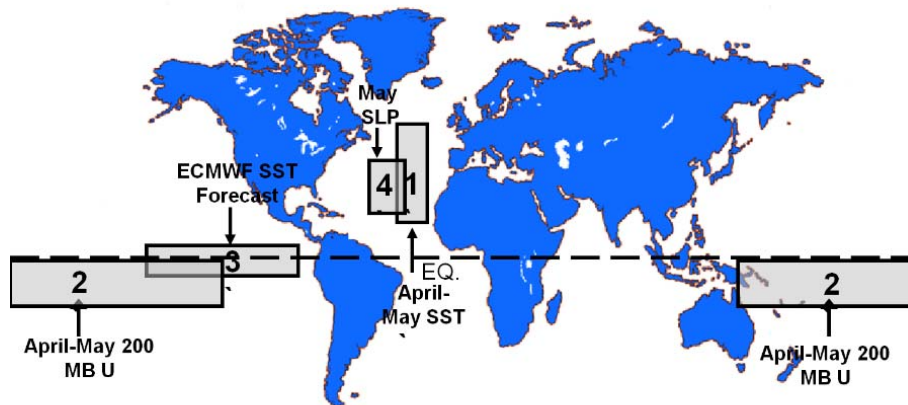 May
SLP
ECMWF SST
Forecast
4
1
3
2
2
EQ.
April-
May SST
April-May 200
MB U
April-May 200
MB U